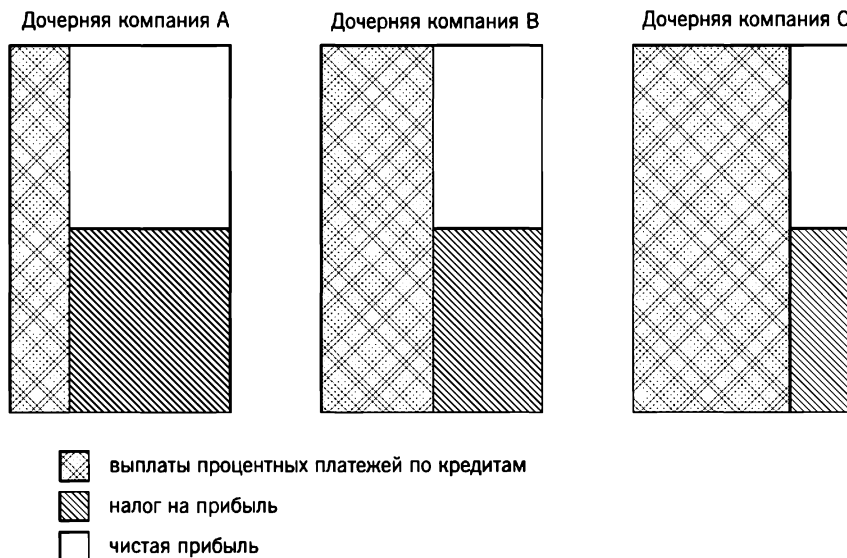 Дочерняя компания А
Дочерняя компания В
Дочерняя компания С
выплаты процентных платежей по кредитам
налог на прибыль
чистая прибыль